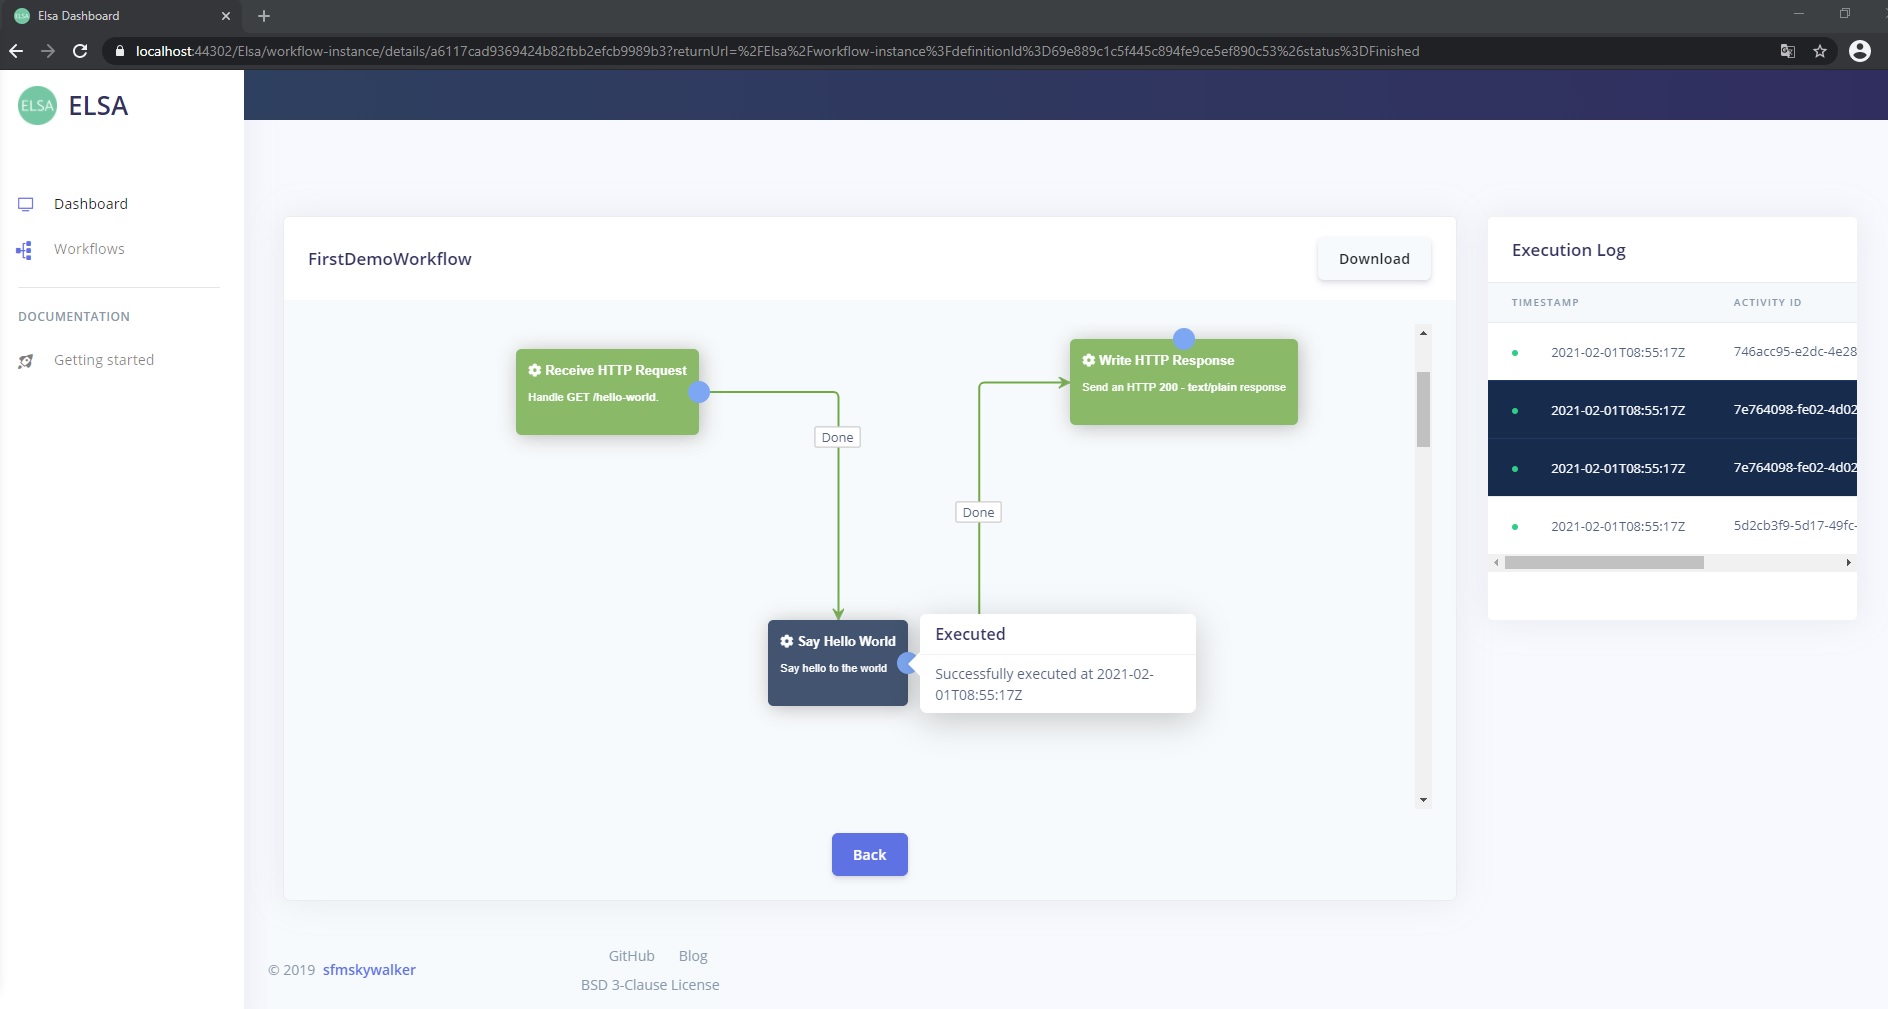 Elsa Dashboard
localhost:44302/Elsa/workflow-instance/details/a6117cad9369424b82fbb2efcb9989b3?returnUrl=%2FElsa%2Fworkflow-instance%3FdefinitionId%3D69e889c1c5f445c894fe9ce5ef890c53%26status%3DFinished
ELSA ELSA
Dashboard
Workflows
DOCUMENTATION
Getting started
FirstDemoWorkflow
Download
Receive HTTP Request
Handle GET /hello-world.
Done
Write HTTP Response
Send an HTTP 200 - text/plain response
Done
Say Hello World
Say hello to the world
Executed
Successfully executed at 2021-02-
01T08:55:17Z
Back
Execution Log
TIMESTAMP ACTIVITY ID
2021-02-01T08:55:17Z 746acc95-e2dc-4e28
2021-02-01T08:55:17Z 7e764098-fe02-4d02
2021-02-01T08:55:17Z 7e764098-fe02-4d02
2021-02-01T08:55:17Z 5d2cb3f9-5d17-49fc-
© 2019 sfmskywalker
GitHub Blog
BSD 3-Clause License